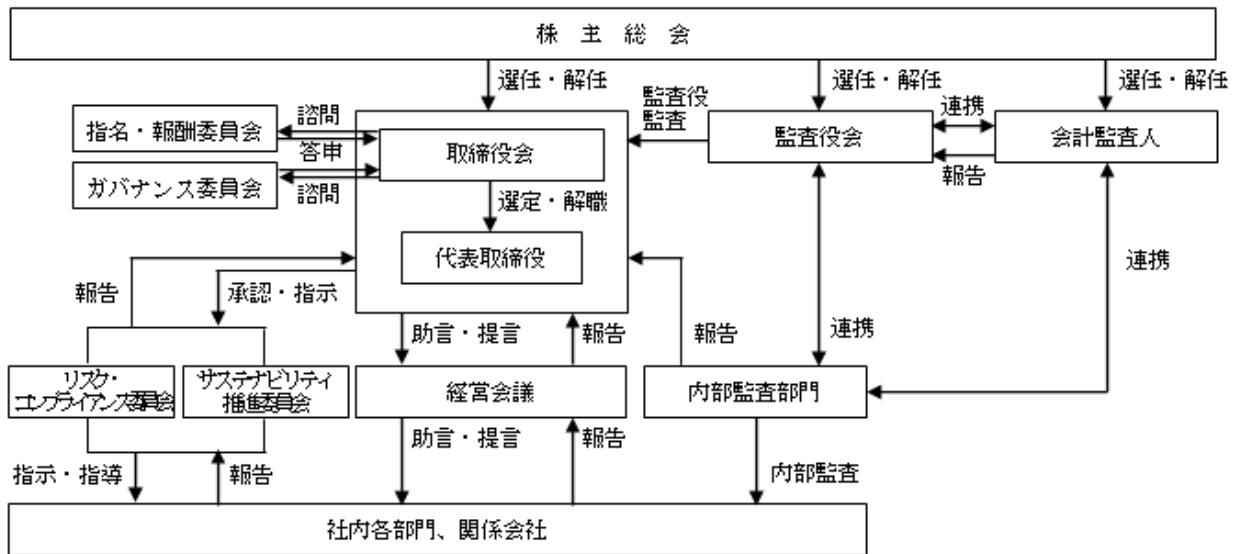 株主総会
選任・解任
選任・解任
選任・解任
諮問
監査役
監査
連携
指名・報酬委員会
取締役会
監査役会
会計監査人
答申
報告
ガバナンス委員会
諮問
選定・解職
代表取締役
連携
報告
承認・指示
助言・提言
報告
報告
連携
リスク・
コンプライアンス委員会
サステナビリティ
推進委員会
経営会議
内部監査部門
助言・提言
報告
指示・指導
報告
内部監査
社内各部門、関係会社